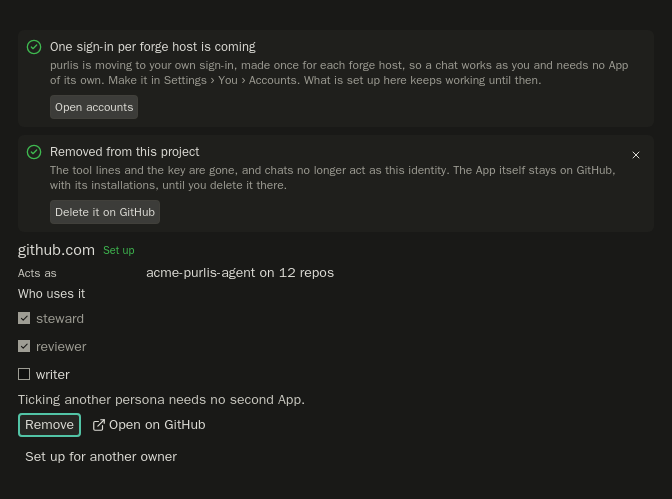 One sign-in per forge host is coming
purlis is moving to your own sign-in, made once for each forge host, so a chat works as you and needs no App
of its own. Make it in Settings › You › Accounts. What is set up here keeps working until then.
Open accounts
Removed from this project
The tool lines and the key are gone, and chats no longer act as this identity. The App itself stays on GitHub,
with its installations, until you delete it there.
Delete it on GitHub
github.com Set up
Acts as acme-purlis-agent on 12 repos
Who uses it
steward
reviewer
writer
Ticking another persona needs no second App.
Remove Open on GitHub
Set up for another owner